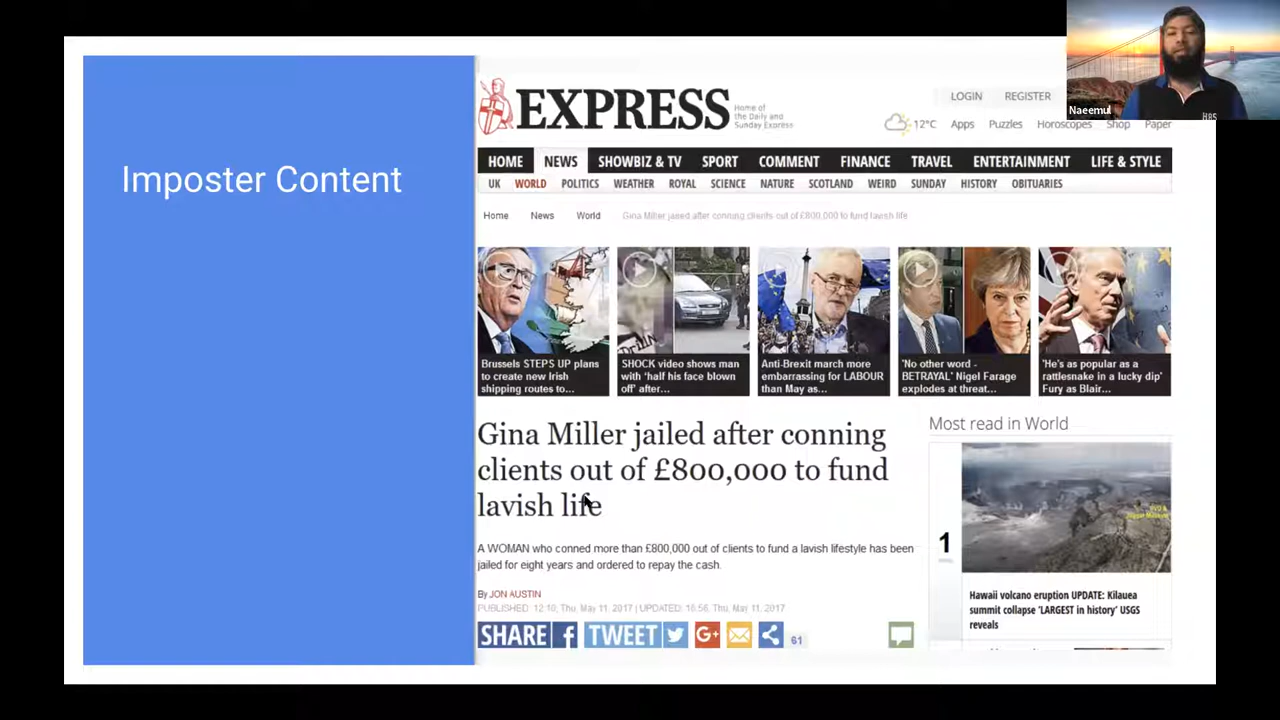 Imposter Content
EXPRESS
Home of
the Daily and
Sunday Express
LOGIN REGISTER
12°C Apps Puzzles Horoscopes Shop Paper
Naeemul
HOME NEWS SHOWBIZ & TV SPORT COMMENT FINANCE TRAVEL ENTERTAINMENT LIFE & STYLE
UK WORLD POLITICS WEATHER ROYAL SCIENCE NATURE SCOTLAND WEIRD SUNDAY HISTORY OBITUARIES
Home News World Gina Miller jailed after conning clients out of £800,000 to fund lavish life
Brussels STEPS UP plans
to create new Irish
shipping routes to...
SHOCK video shows man
with 'half his face blown
off' after...
Anti-Brexit march more
embarrassing for LABOUR
than May as...
'No other word -
BETRAYAL' Nigel Farage
explodes at threat...
'He's as popular as a
rattlesnake in a lucky dip'
Fury as Blair...
Gina Miller jailed after conning
clients out of £800,000 to fund
lavish life
A WOMAN who conned more than £800,000 out of clients to fund a lavish lifestyle has been
jailed for eight years and ordered to repay the cash.
By JON AUSTIN
PUBLISHED: 12:10, Thu, May 11, 2017 | UPDATED: 16:56, Thu, May 11, 2017
SHARE f TWEET G+ 61
Most read in World
1
Hawaii volcano eruption UPDATE: Kilauea
summit collapse 'LARGEST in history' USGS
reveals